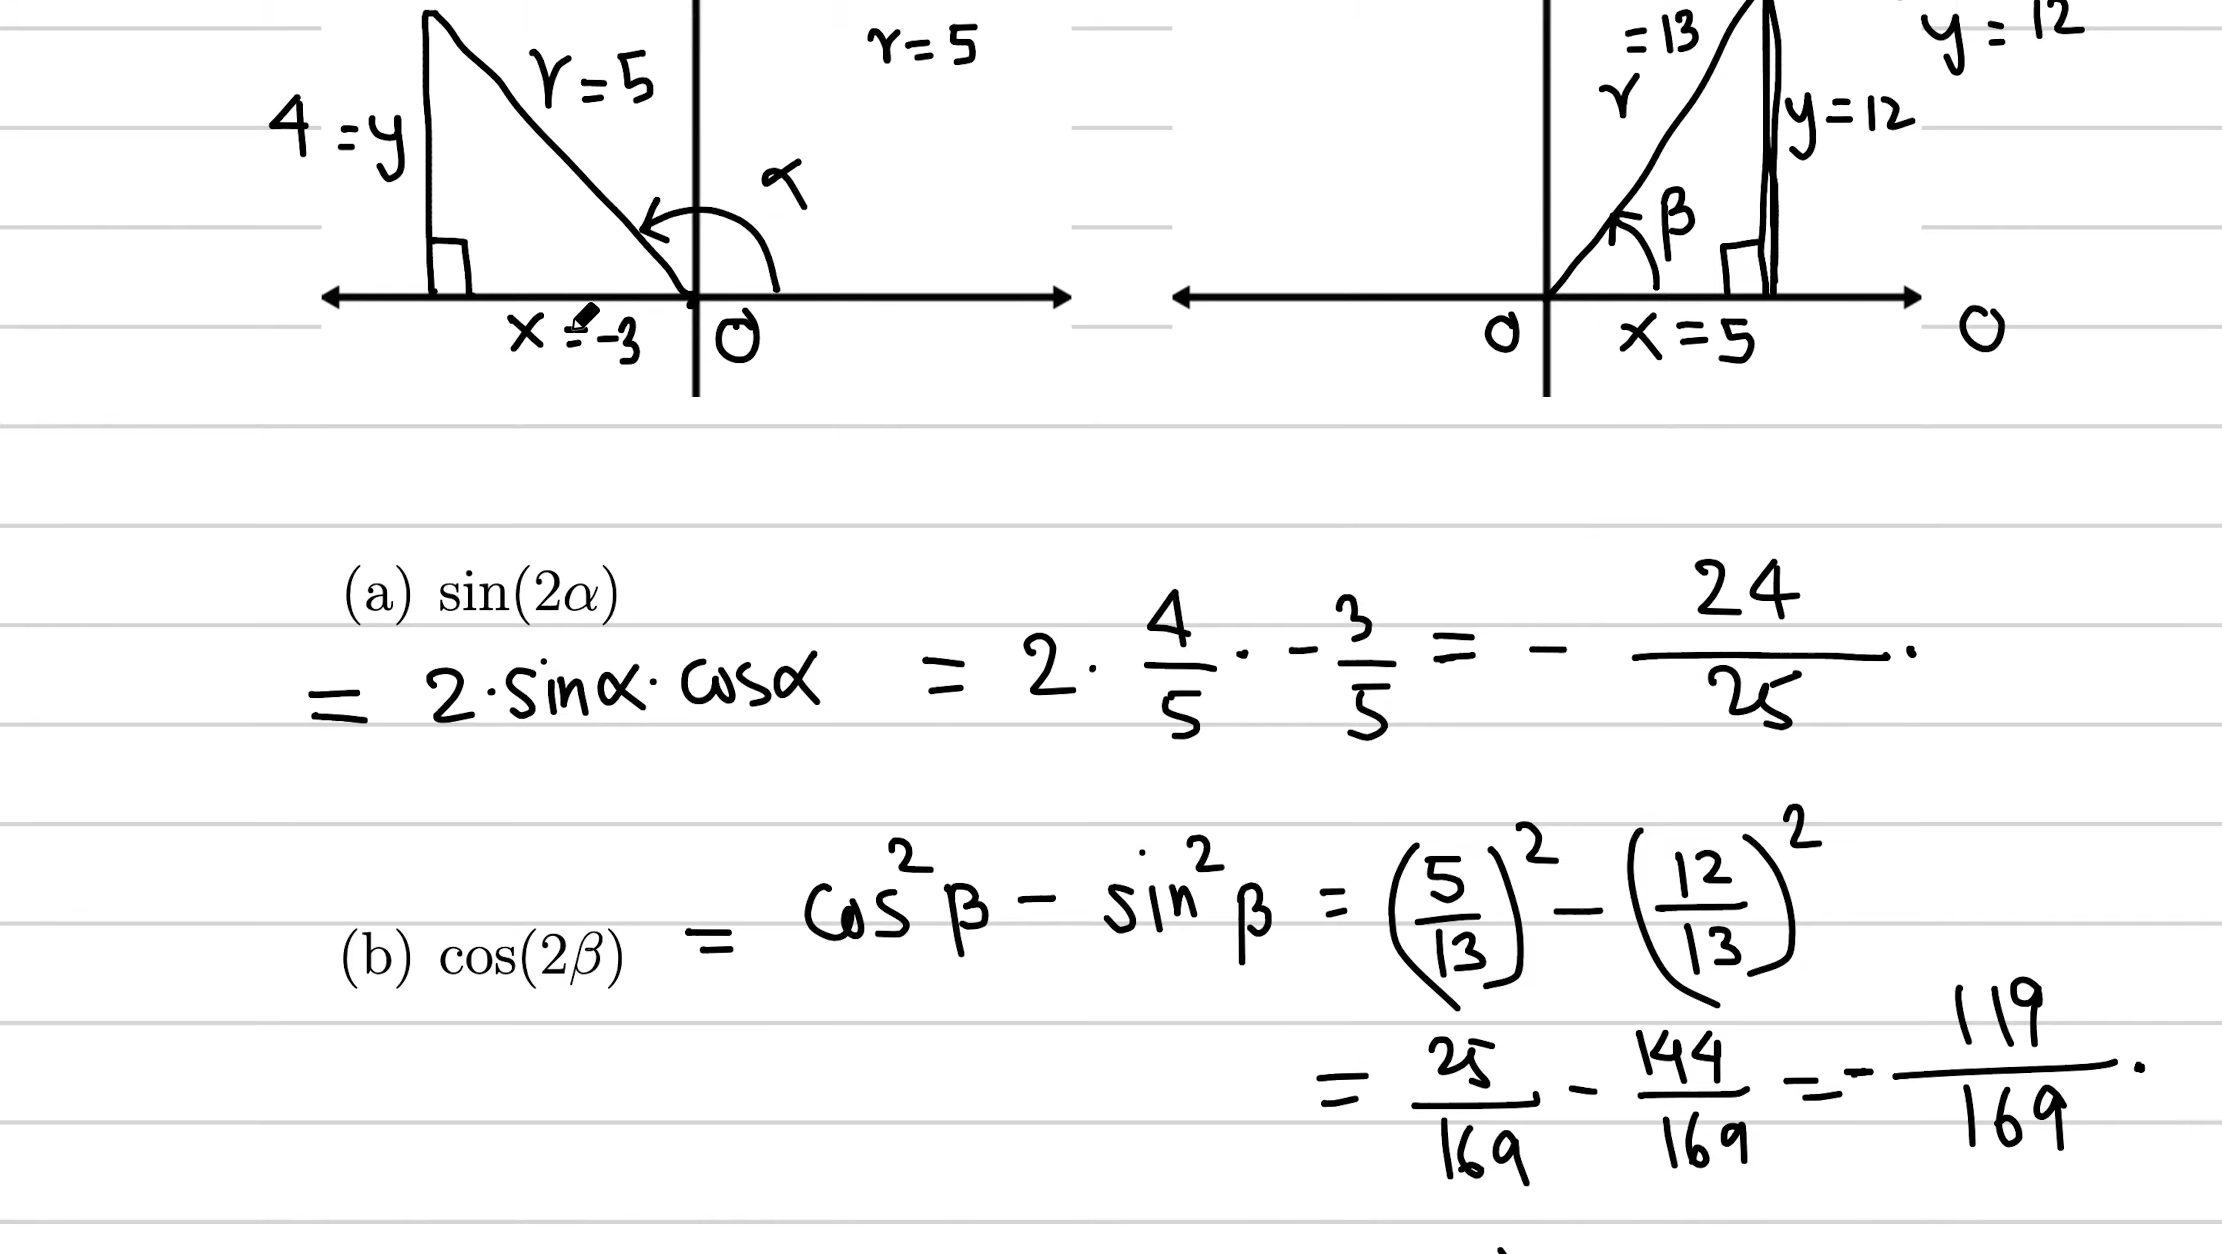 r = 5
= 13
y = 12
r = 5
r
4 = y
y = 12
α
β
x = -3
O
O
x = 5
O
(a) sin(2α)
= 2·sinα·cosα = 2· 4/5 · -3/5 = - 24/25 .
(b) cos(2β) = cos²β - sin²β = (5/13)² - (12/13)²
= 25/169 - 144/169 = - 119/169 .